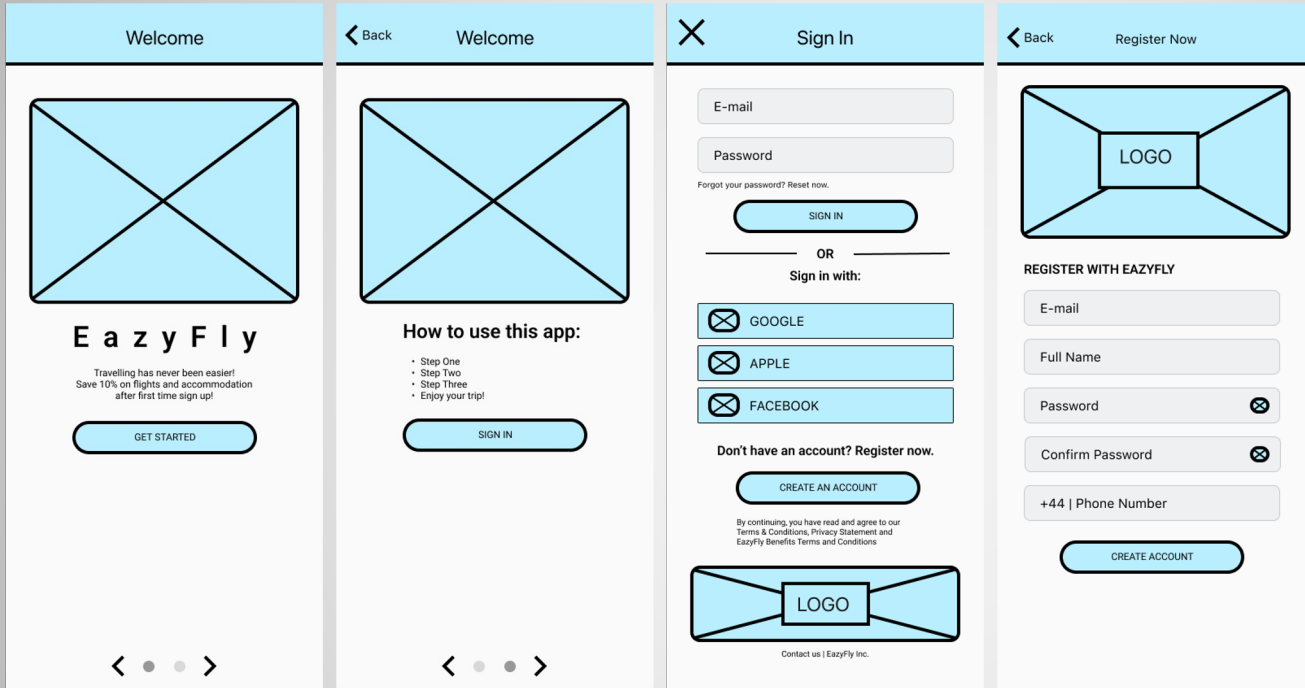 Welcome
E a z y F l y
Travelling has never been easier!
Save 10% on flights and accommodation
after first time sign up!
GET STARTED
Back
Welcome
How to use this app:
• Step One
• Step Two
• Step Three
• Enjoy your trip!
SIGN IN
Sign In
E-mail
Password
Forgot your password? Reset now.
SIGN IN
OR
Sign in with:
GOOGLE
APPLE
FACEBOOK
Don't have an account? Register now.
CREATE AN ACCOUNT
By continuing, you have read and agree to our
Terms & Conditions, Privacy Statement and
EazyFly Benefits Terms and Conditions
LOGO
Contact us | EazyFly Inc.
Back
Register Now
LOGO
REGISTER WITH EAZYFLY
E-mail
Full Name
Password
Confirm Password
+44 | Phone Number
CREATE ACCOUNT